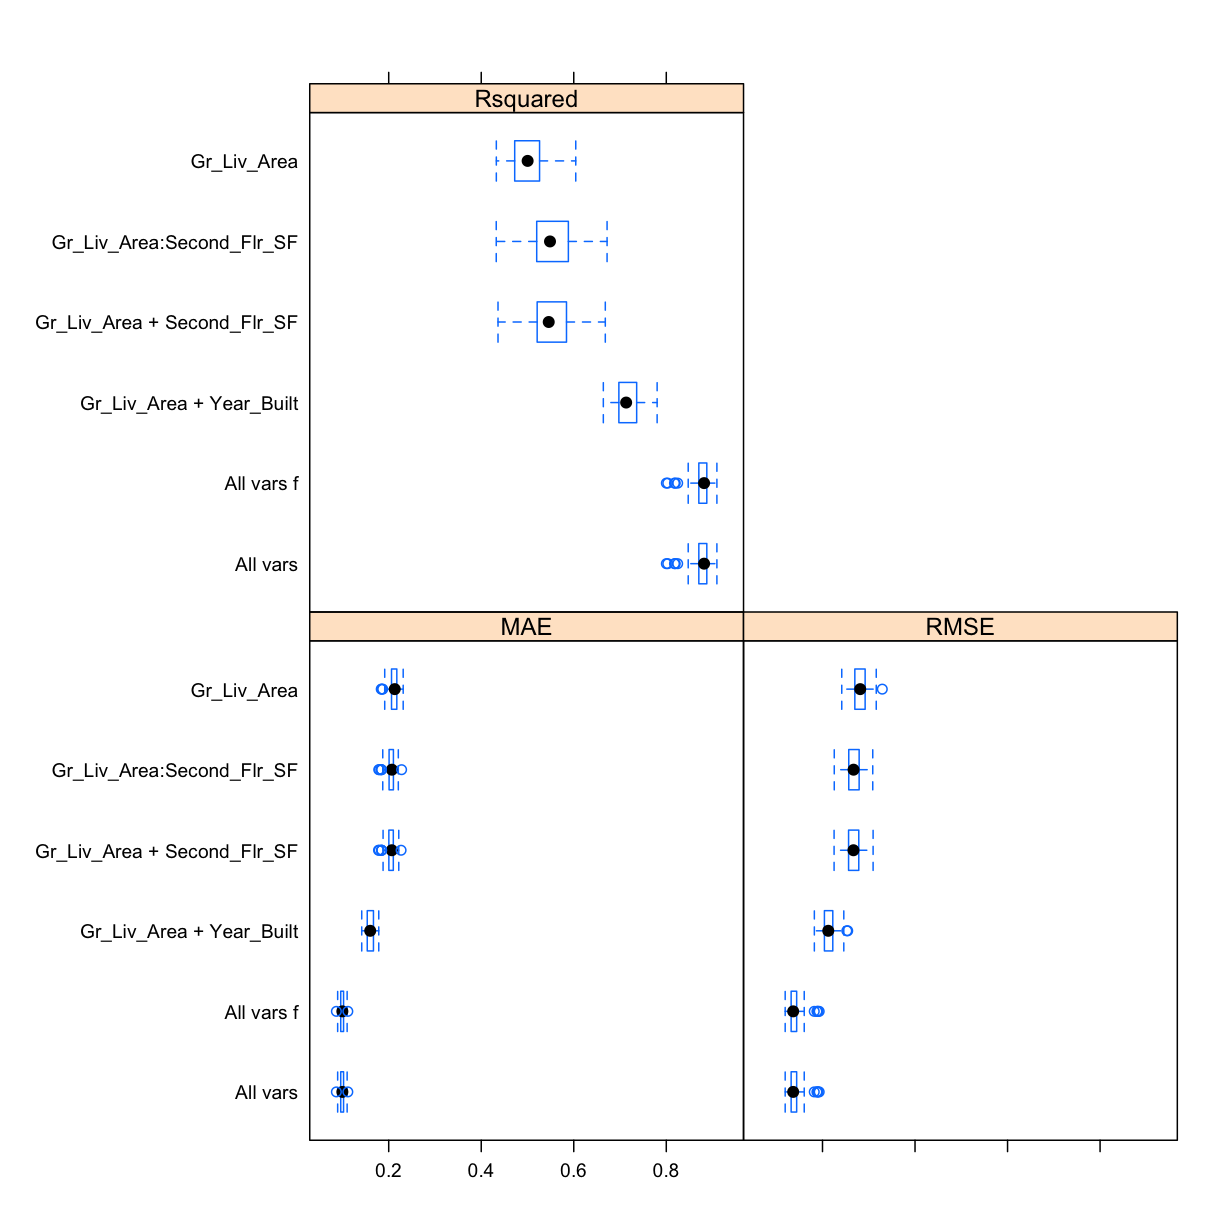 Rsquared
Gr_Liv_Area
Gr_Liv_Area:Second_Flr_SF
Gr_Liv_Area + Second_Flr_SF
Gr_Liv_Area + Year_Built
All vars f
All vars
MAE
RMSE
Gr_Liv_Area
Gr_Liv_Area:Second_Flr_SF
Gr_Liv_Area + Second_Flr_SF
Gr_Liv_Area + Year_Built
All vars f
All vars
0.2 0.4 0.6 0.8